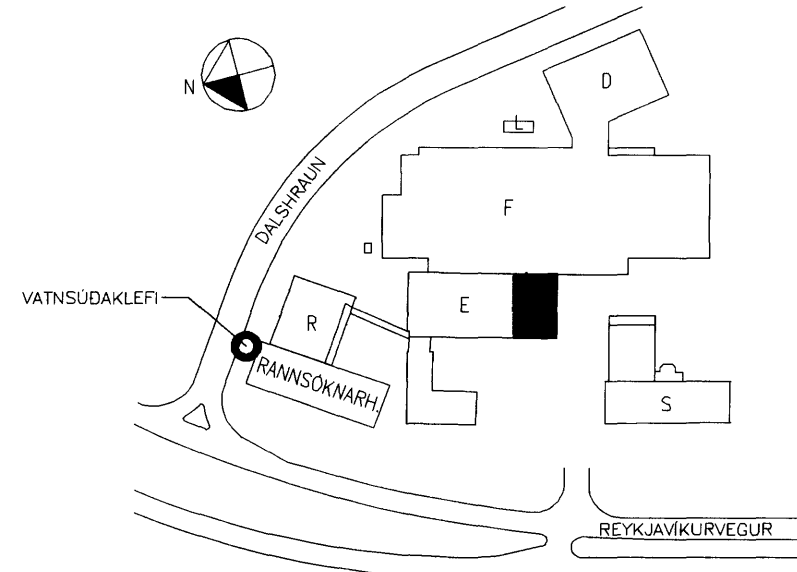 D
N
L
F
DALSHRAUN
VATNSÚÐAKLEFI
R
E
RANNSÓKNARH.
S
REYKJAVÍKURVEGUR